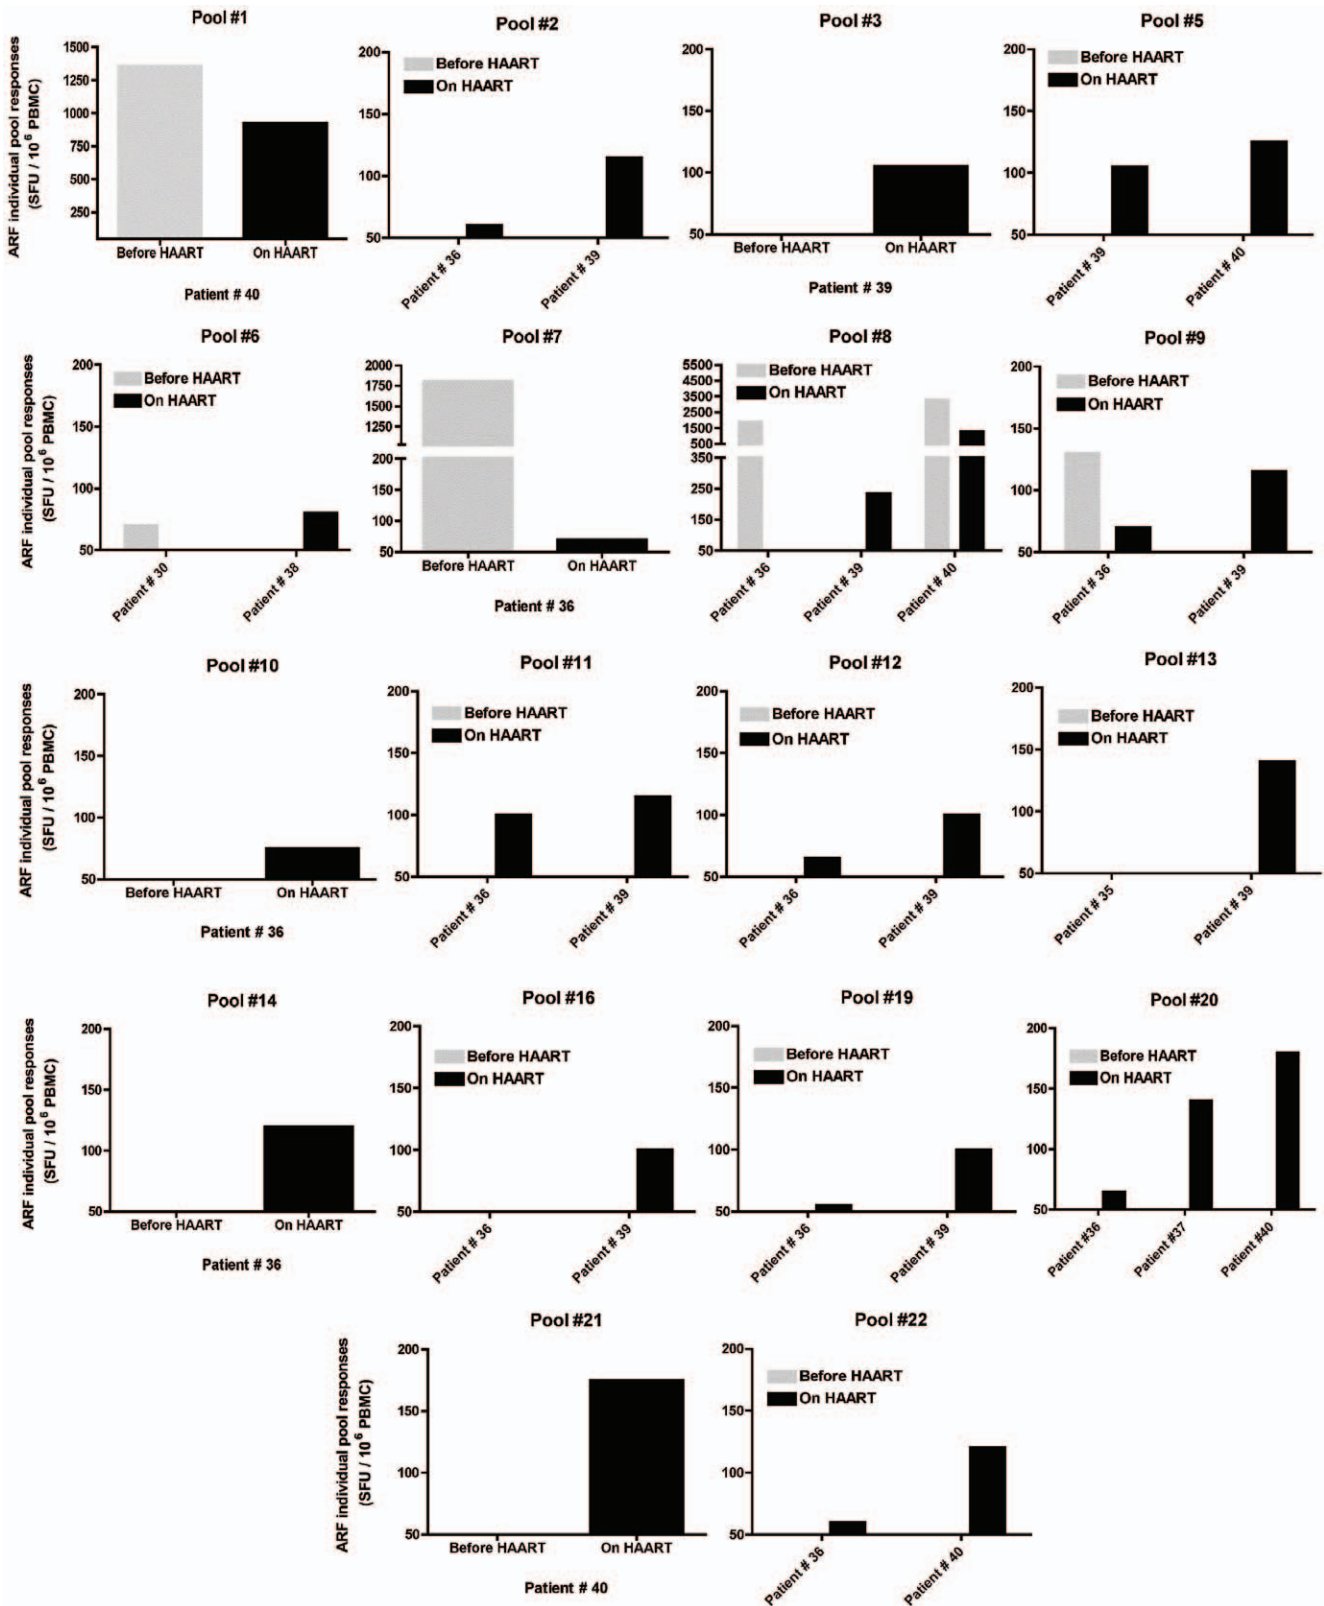 Pool #1
ARF individual pool responses
(SFU / 10⁶ PBMC)
1500
1250
1000
750
500
250
Before HAART
On HAART
Patient # 40
Pool #2
200
150
100
50
Before HAART
On HAART
Patient # 36
Patient # 39
Pool #3
200
150
100
50
Before HAART
On HAART
Patient # 39
Pool #5
200
150
100
50
Before HAART
On HAART
Patient # 39
Patient # 40
Pool #6
ARF individual pool responses
(SFU / 10⁶ PBMC)
200
150
100
50
Before HAART
On HAART
Patient # 30
Patient # 38
Pool #7
2000
1750
1500
1250
200
150
100
50
Before HAART
On HAART
Patient # 36
Pool #8
5500
4500
3500
2500
1500
500
350
250
150
50
Before HAART
On HAART
Patient # 36
Patient # 39
Patient # 40
Pool #9
200
150
100
50
Before HAART
On HAART
Patient # 36
Patient # 39
Pool #10
ARF individual pool responses
(SFU / 10⁶ PBMC)
200
150
100
50
Before HAART
On HAART
Patient # 36
Pool #11
200
150
100
50
Before HAART
On HAART
Patient # 36
Patient # 39
Pool #12
200
150
100
50
Before HAART
On HAART
Patient # 36
Patient # 39
Pool #13
200
150
100
50
Before HAART
On HAART
Patient # 35
Patient # 39
Pool #14
ARF individual pool responses
(SFU / 10⁶ PBMC)
200
150
100
50
Before HAART
On HAART
Patient # 36
Pool #16
200
150
100
50
Before HAART
On HAART
Patient # 36
Patient # 39
Pool #19
200
150
100
50
Before HAART
On HAART
Patient # 36
Patient # 39
Pool #20
200
150
100
50
Before HAART
On HAART
Patient #36
Patient #37
Patient #40
Pool #21
ARF individual pool responses
(SFU / 10⁶ PBMC)
200
150
100
50
Before HAART
On HAART
Patient # 40
Pool #22
200
150
100
50
Before HAART
On HAART
Patient # 36
Patient # 40